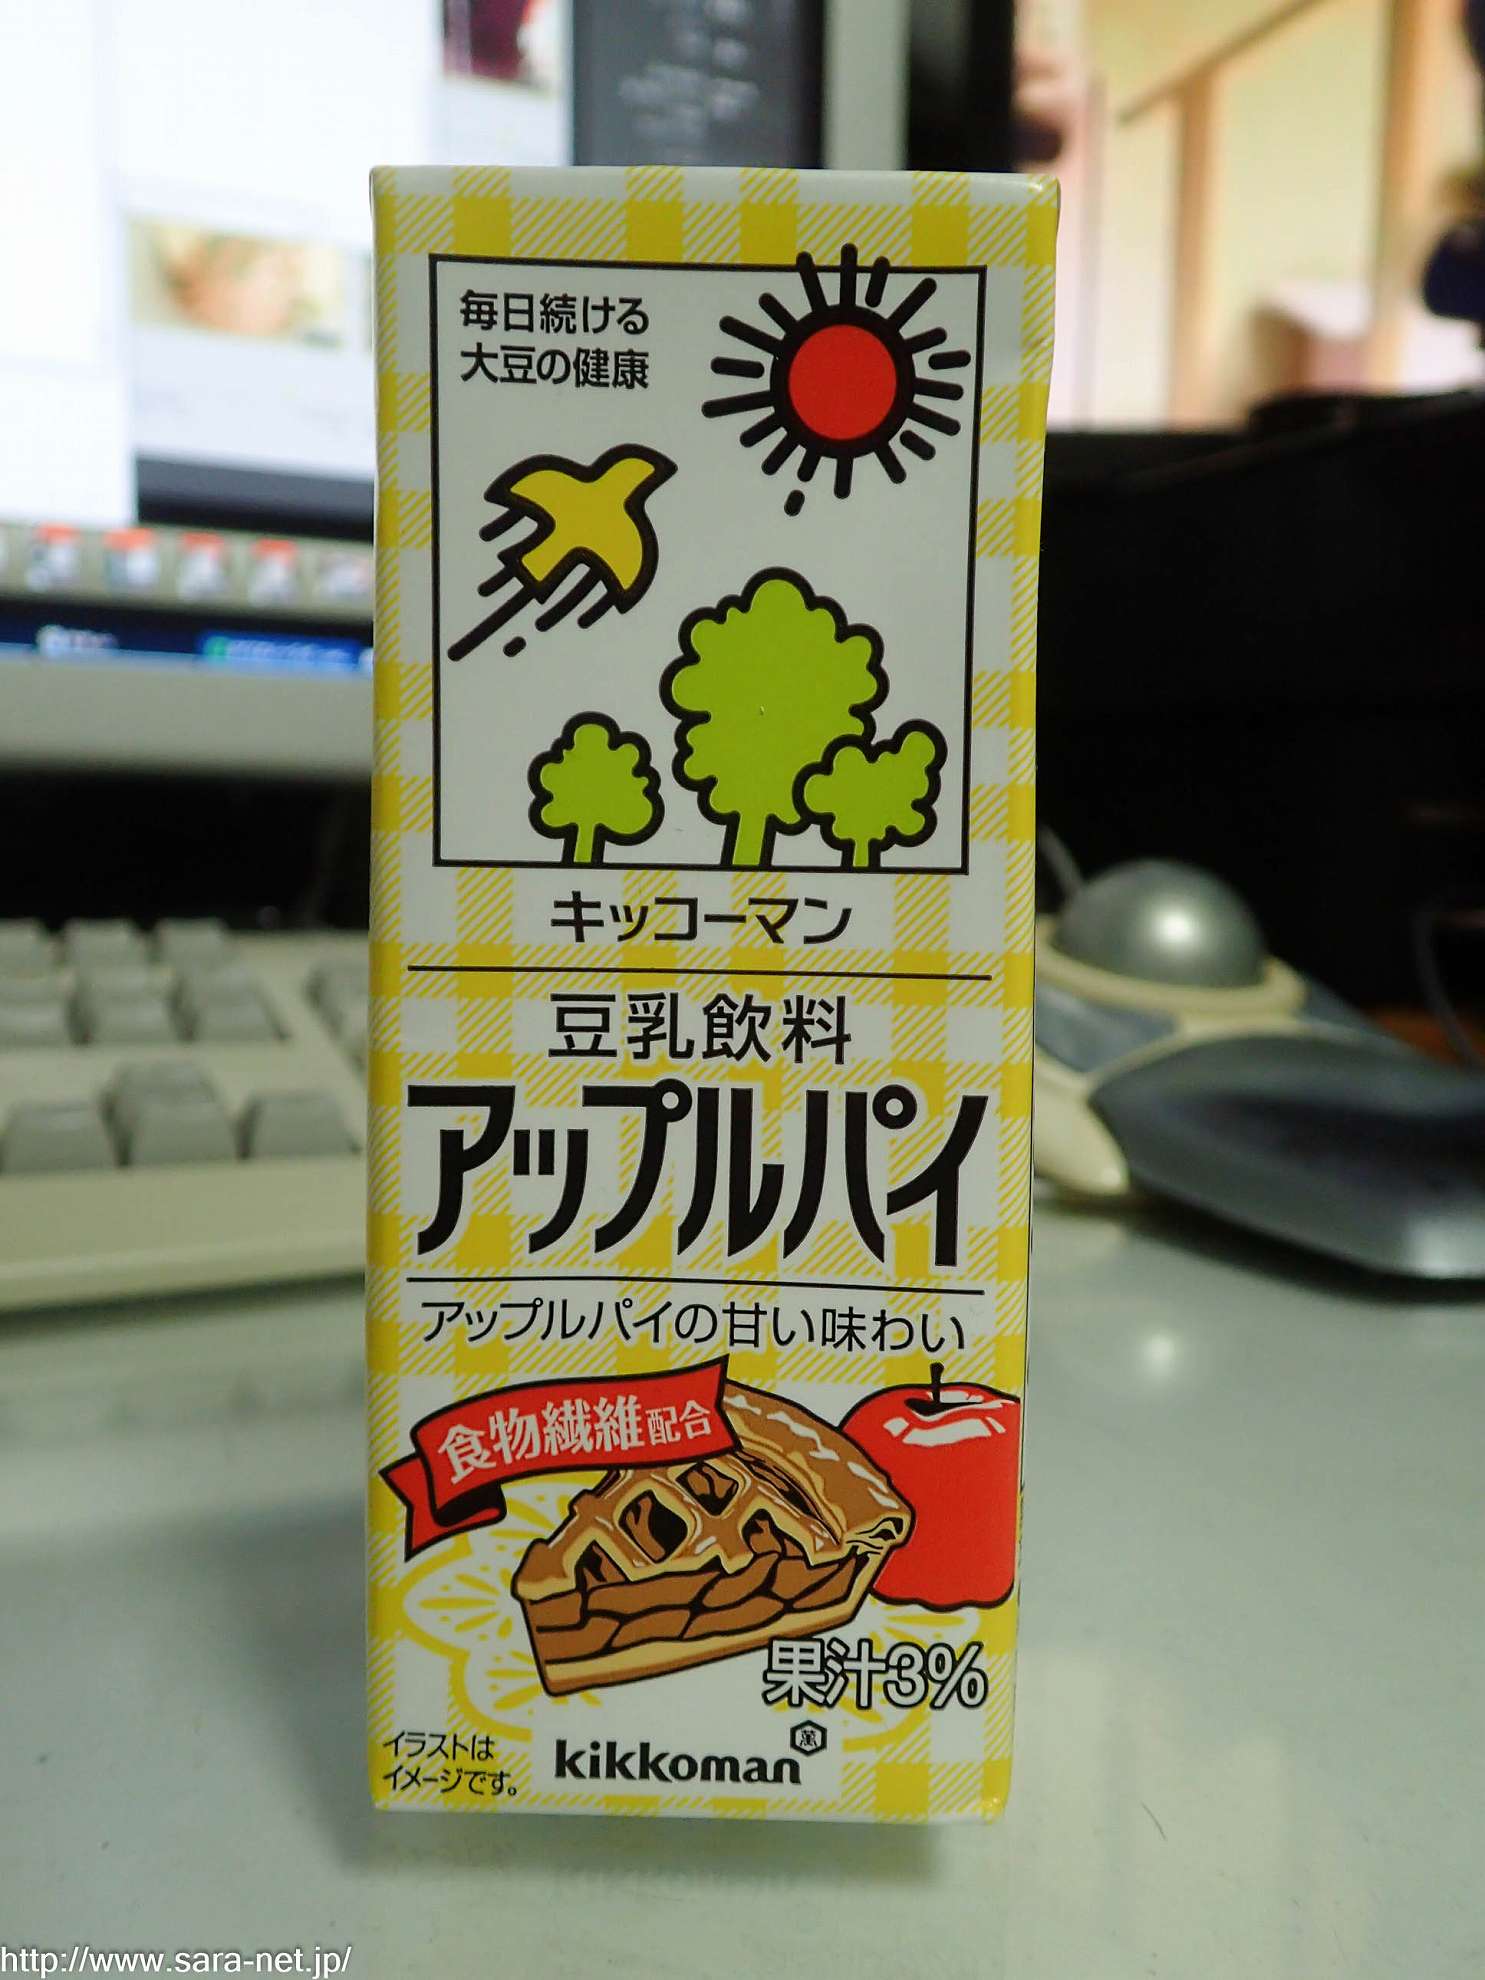 毎日続ける
大豆の健康
キッコーマン
豆乳飲料
アップルパイ
アップルパイの甘い味わい
食物繊維配合
果汁3%
イラストは
イメージです。
kikkoman
萬
http://www.sara-net.jp/